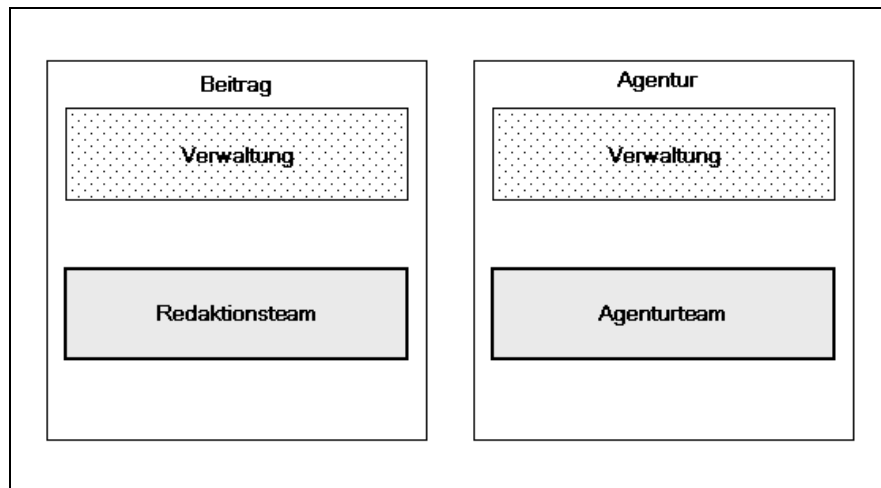 Beitrag
Verwaltung
Redaktionsteam
Agentur
Verwaltung
Agenturteam